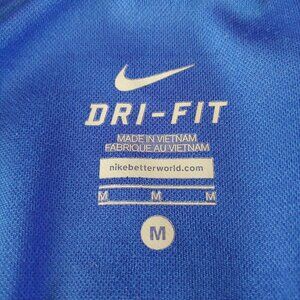 DRI-FIT
MADE IN VIETNAM
FABRIQUE AU VIETNAM
nikebetterworld.com
M M M
M